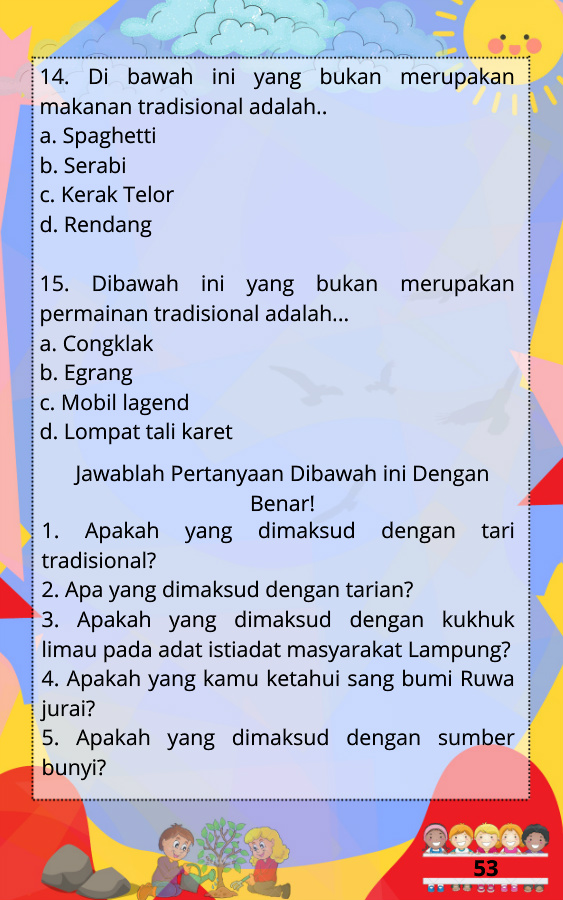 14. Di bawah ini yang bukan merupakan
makanan tradisional adalah..
a. Spaghetti
b. Serabi
c. Kerak Telor
d. Rendang
15. Dibawah ini yang bukan merupakan
permainan tradisional adalah...
a. Congklak
b. Egrang
c. Mobil lagend
d. Lompat tali karet
Jawablah Pertanyaan Dibawah ini Dengan
Benar!
1. Apakah yang dimaksud dengan tari
tradisional?
2. Apa yang dimaksud dengan tarian?
3. Apakah yang dimaksud dengan kukhuk
limau pada adat istiadat masyarakat Lampung?
4. Apakah yang kamu ketahui sang bumi Ruwa
jurai?
5. Apakah yang dimaksud dengan sumber
bunyi?
53